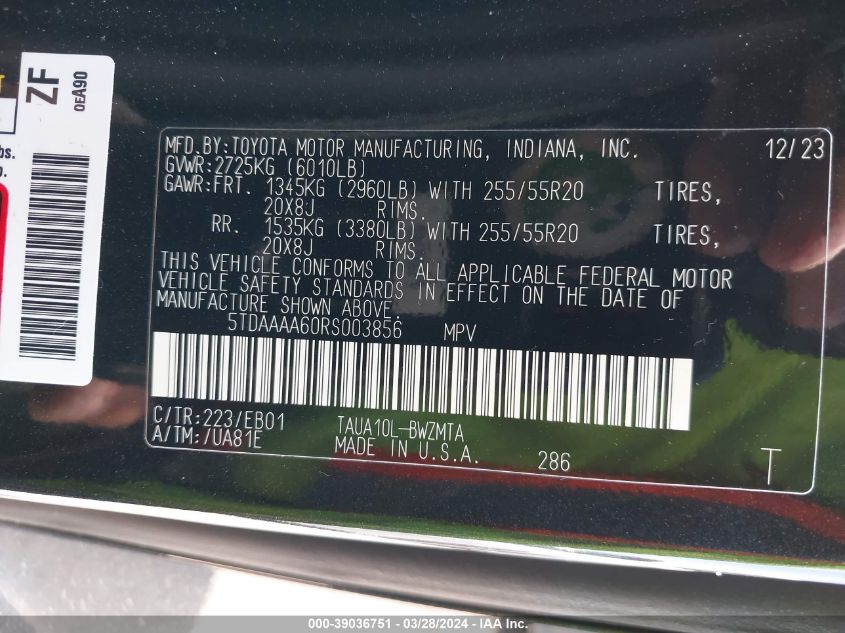 ZF
0EA90
T
bs.
o.
MFD.BY:TOYOTA MOTOR MANUFACTURING, INDIANA, INC. 12/23
GVWR:2725KG (6010LB)
GAWR:FRT. 1345KG (2960LB) WITH 255/55R20 TIRES,
20X8J RIMS.
RR. 1535KG (3380LB) WITH 255/55R20 TIRES,
20X8J RIMS.
THIS VEHICLE CONFORMS TO ALL APPLICABLE FEDERAL MOTOR
VEHICLE SAFETY STANDARDS IN EFFECT ON THE DATE OF
MANUFACTURE SHOWN ABOVE.
5TDAAAA60RS003856 MPV
C/TR:223/EB01 TAUA10L-BWZMTA
A/TM:/UA81E MADE IN U.S.A. 286 T
000-39036751 — 03/28/2024 — IAAI.com